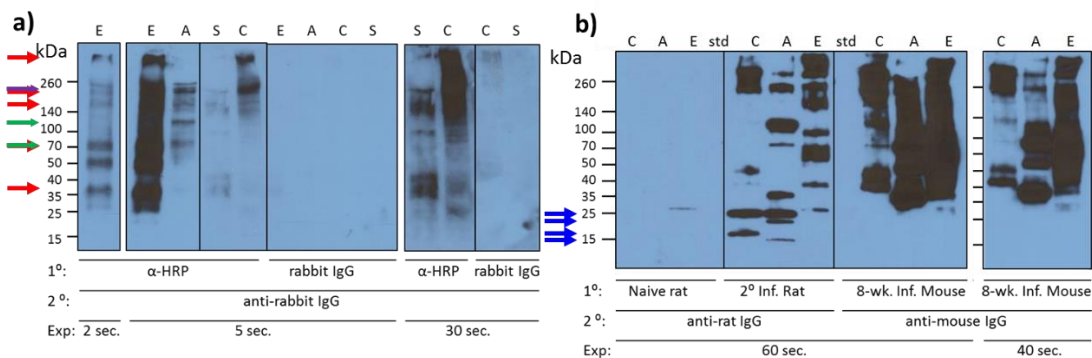 a)
kDa
E E A S C E A C S S C C S
260
140
100
70
50
40
35
25
15
1º: α-HRP rabbit IgG α-HRP rabbit IgG
2 º: anti-rabbit IgG
Exp: 2 sec. 5 sec. 30 sec.
b)
kDa
C A E std C A E std C A E C A E
260
140
100
70
50
40
35
25
15
1º: Naive rat 2º Inf. Rat 8-wk. Inf. Mouse 8-wk. Inf. Mouse
2 º: anti-rat IgG anti-mouse IgG
Exp: 60 sec. 40 sec.